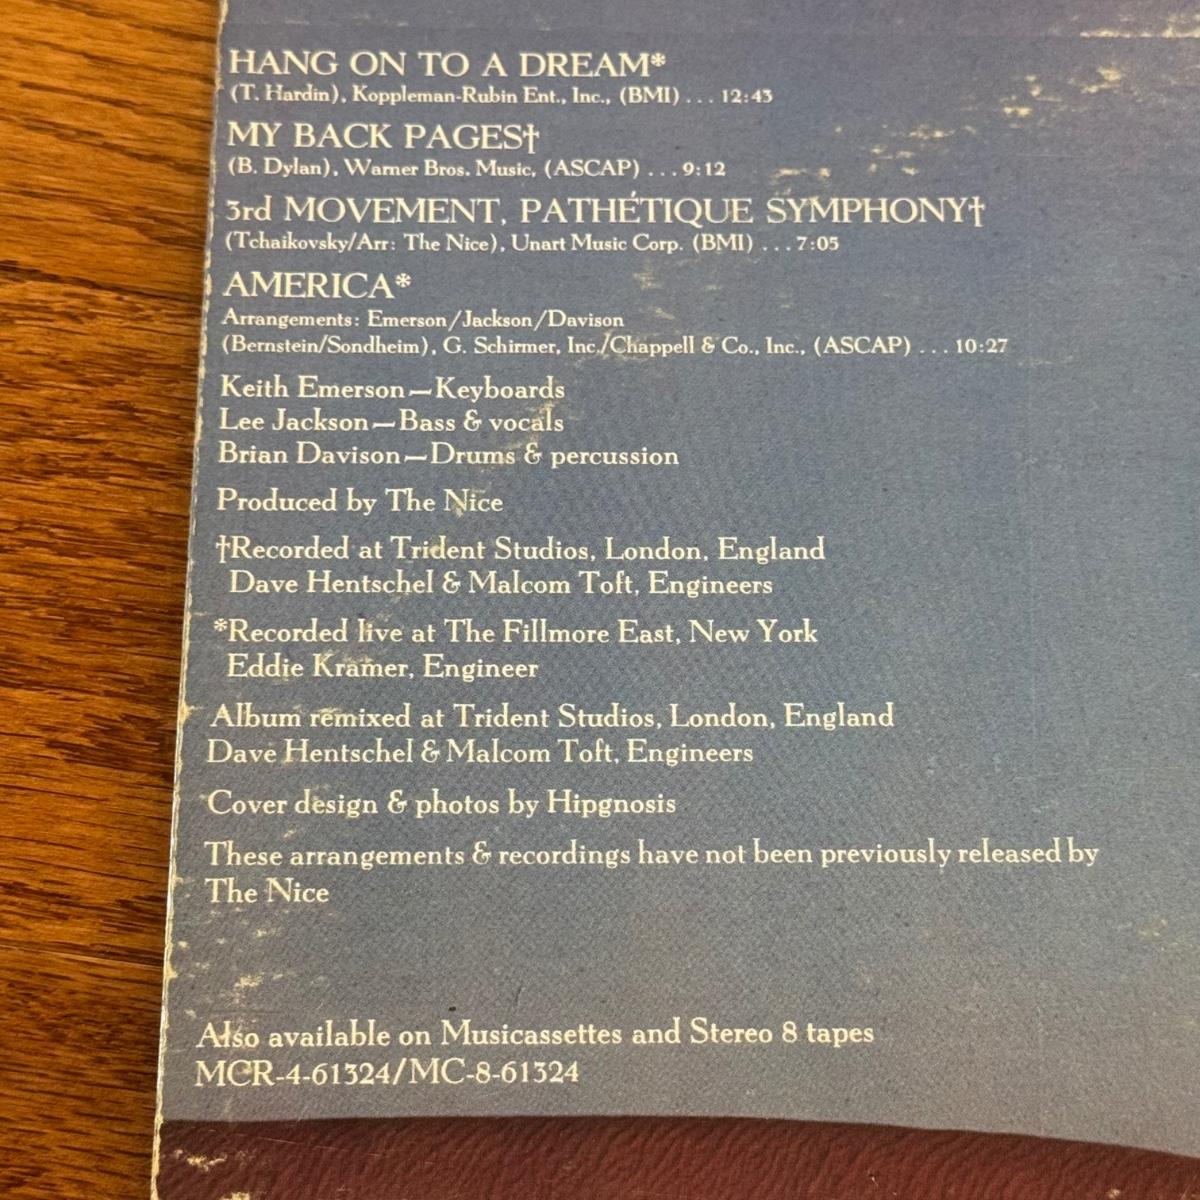 HANG ON TO A DREAM*
(T. Hardin), Koppleman-Rubin Ent., Inc., (BMI) . . . 12:43
MY BACK PAGES†
(B. Dylan), Warner Bros. Music, (ASCAP) . . . 9:12
3rd MOVEMENT, PATHÉTIQUE SYMPHONY†
(Tchaikovsky/Arr: The Nice), Unart Music Corp. (BMI) . . . 7:05
AMERICA*
Arrangements: Emerson/Jackson/Davison
(Bernstein/Sondheim), G. Schirmer, Inc./Chappell & Co., Inc., (ASCAP) . . . 10:27
Keith Emerson—Keyboards
Lee Jackson—Bass & vocals
Brian Davison—Drums & percussion
Produced by The Nice
†Recorded at Trident Studios, London, England
Dave Hentschel & Malcom Toft, Engineers
*Recorded live at The Fillmore East, New York
Eddie Kramer, Engineer
Album remixed at Trident Studios, London, England
Dave Hentschel & Malcom Toft, Engineers
Cover design & photos by Hipgnosis
These arrangements & recordings have not been previously released by
The Nice
Also available on Musicassettes and Stereo 8 tapes
MCR-4-61324/MC-8-61324